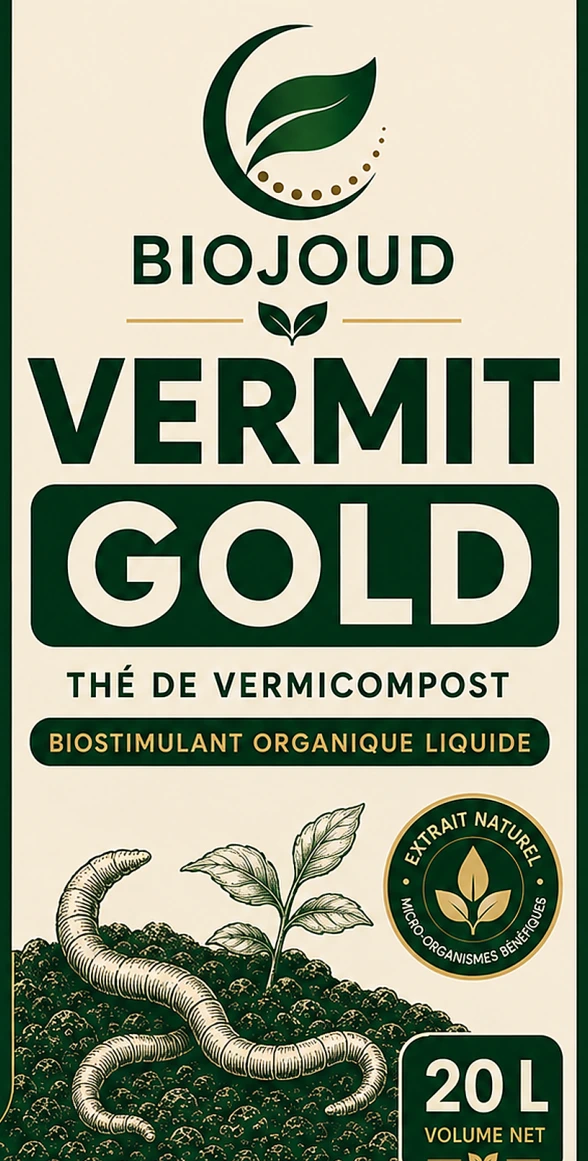 BIOJOUD
VERMIT
GOLD
THÉ DE VERMICOMPOST
BIOSTIMULANT ORGANIQUE LIQUIDE
EXTRAIT NATUREL
MICRO-ORGANISMES BÉNÉFIQUES
20 L
VOLUME NET